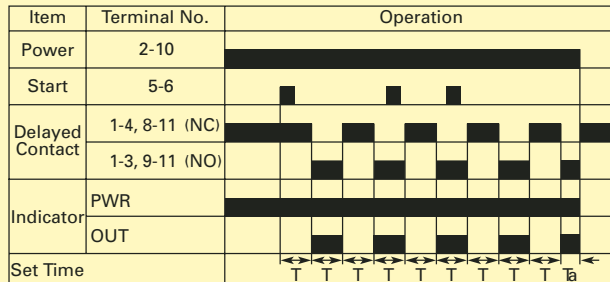 Item Terminal No. Operation
Power 2-10
Start 5-6
Delayed Contact
1-4, 8-11 (NC)
1-3, 9-11 (NO)
Indicator
PWR
OUT
Set Time T T T T T T T T T Ta